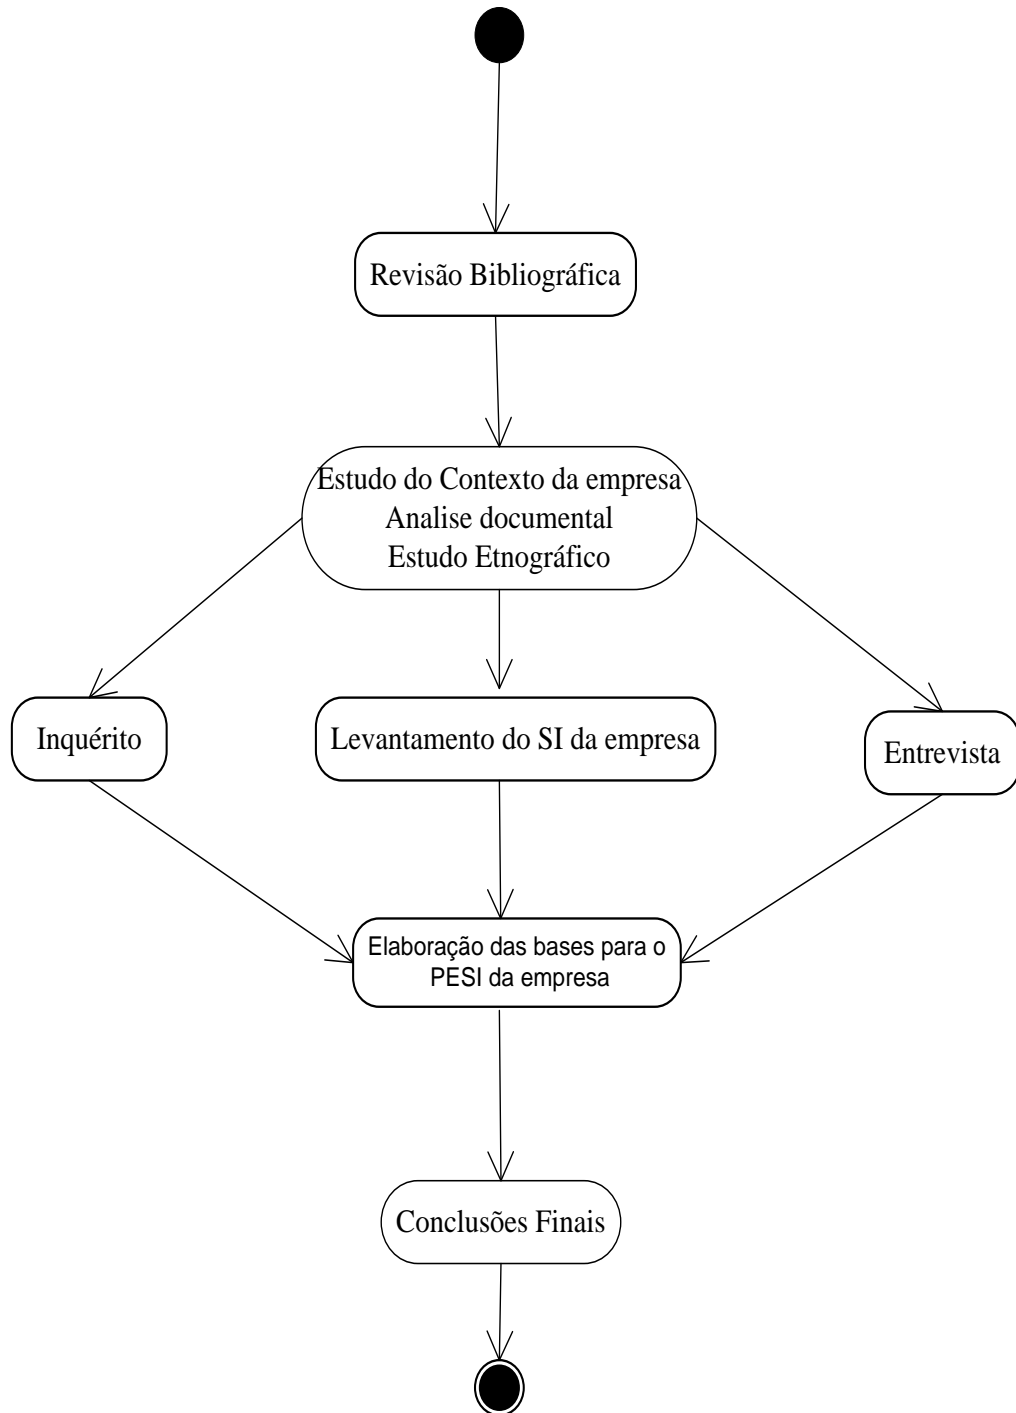 Revisão Bibliográfica
Estudo do Contexto da empresa
Analise documental
Estudo Etnográfico
Inquérito
Levantamento do SI da empresa
Entrevista
Elaboração das bases para o
PESI da empresa
Conclusões Finais